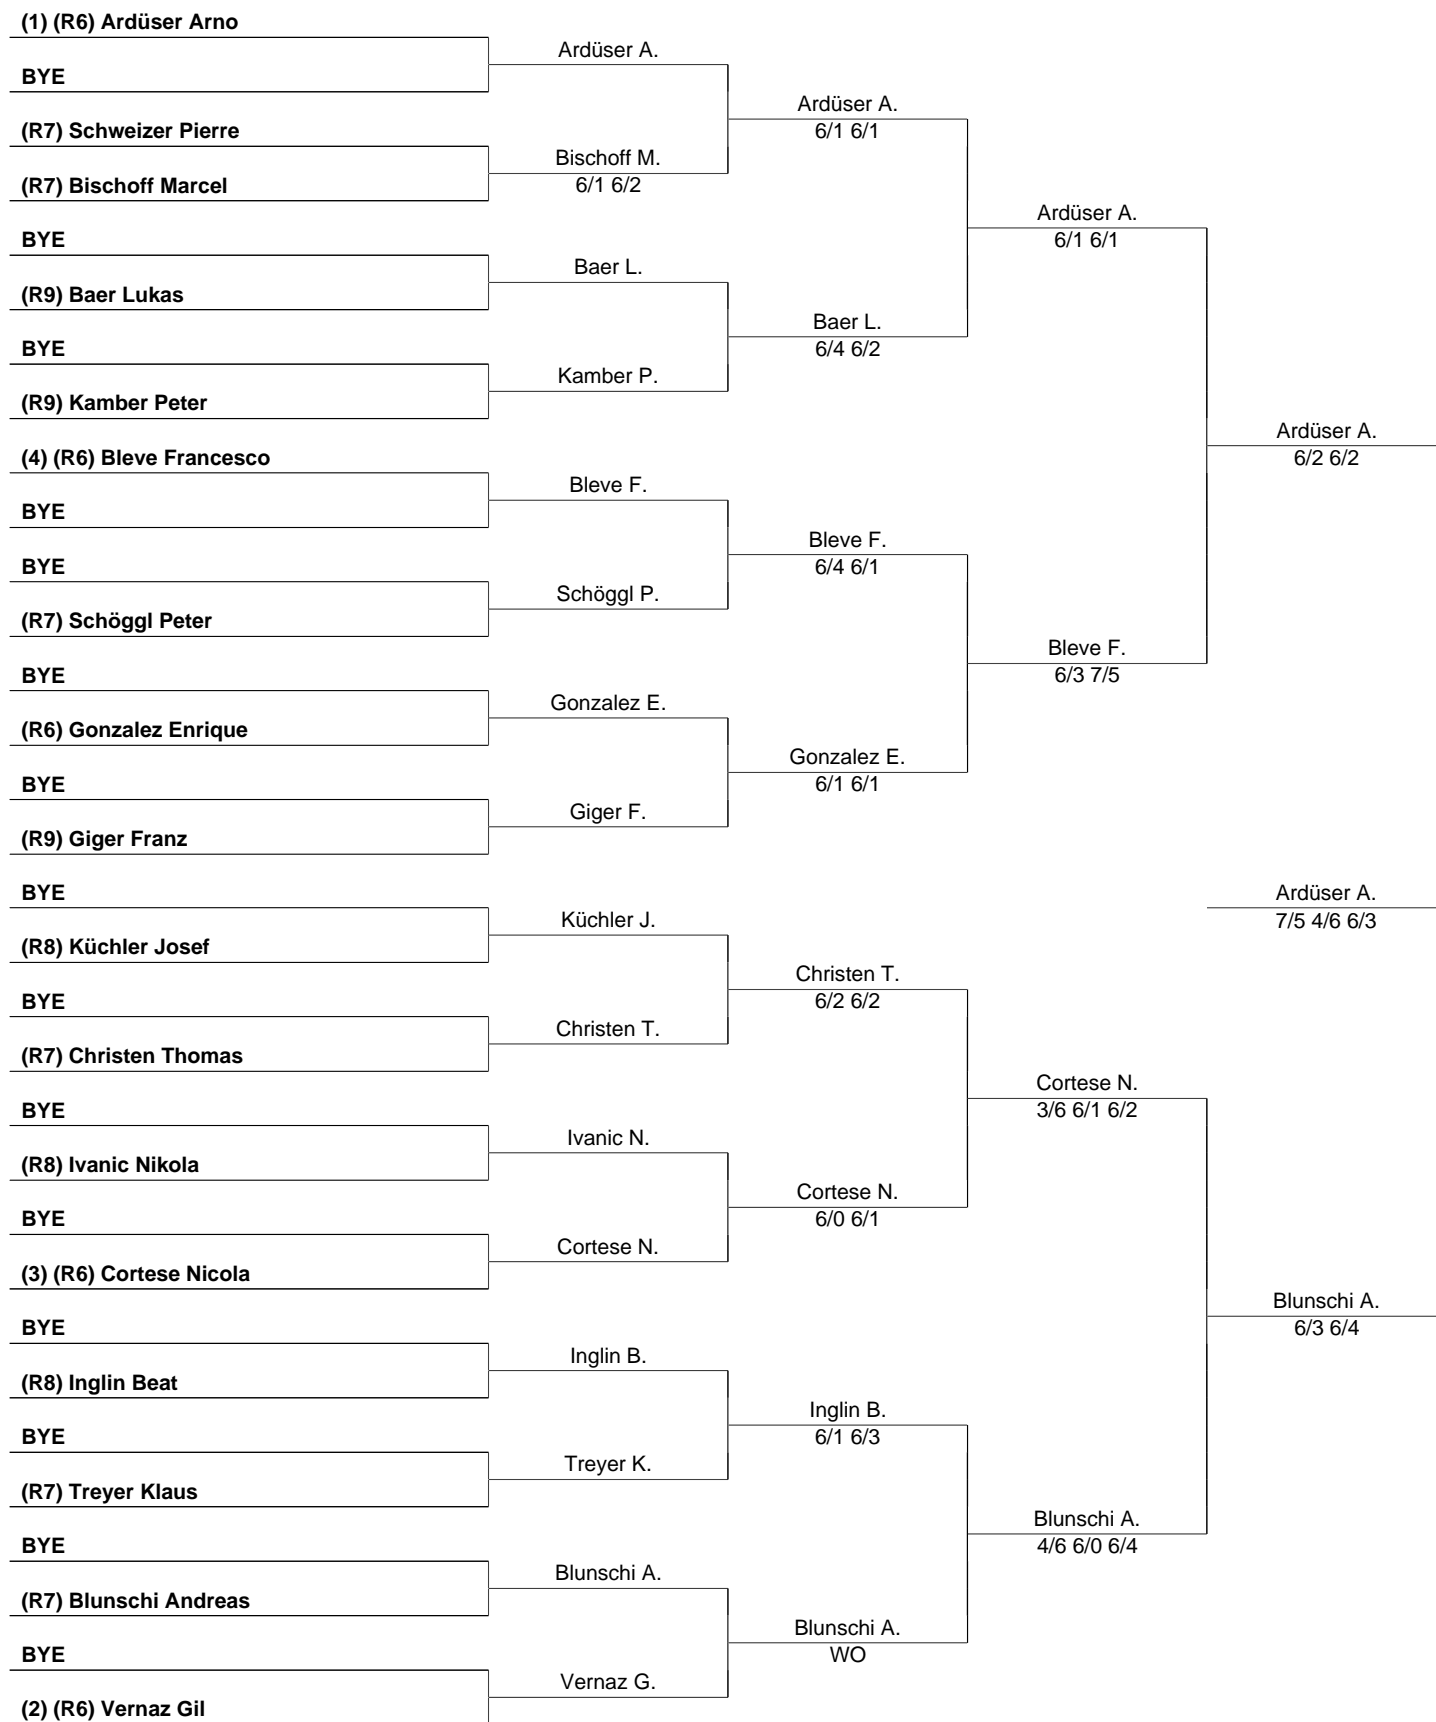 (1) (R6) Ardüser Arno
Ardüser A.
BYE
Ardüser A.
6/1 6/1
(R7) Schweizer Pierre
Bischoff M.
6/1 6/2
(R7) Bischoff Marcel
Ardüser A.
6/1 6/1
BYE
Baer L.
(R9) Baer Lukas
Baer L.
6/4 6/2
BYE
Kamber P.
(R9) Kamber Peter
Ardüser A.
6/2 6/2
(4) (R6) Bleve Francesco
Bleve F.
BYE
Bleve F.
6/4 6/1
BYE
Schöggl P.
(R7) Schöggl Peter
Bleve F.
6/3 7/5
BYE
Gonzalez E.
(R6) Gonzalez Enrique
Gonzalez E.
6/1 6/1
BYE
Giger F.
(R9) Giger Franz
BYE
Ardüser A.
7/5 4/6 6/3
Küchler J.
(R8) Küchler Josef
Christen T.
6/2 6/2
BYE
Christen T.
(R7) Christen Thomas
Cortese N.
3/6 6/1 6/2
BYE
Ivanic N.
(R8) Ivanic Nikola
Cortese N.
6/0 6/1
BYE
Cortese N.
(3) (R6) Cortese Nicola
Blunschi A.
6/3 6/4
BYE
Inglin B.
(R8) Inglin Beat
Inglin B.
6/1 6/3
BYE
Treyer K.
(R7) Treyer Klaus
Blunschi A.
4/6 6/0 6/4
BYE
Blunschi A.
(R7) Blunschi Andreas
Blunschi A.
WO
BYE
Vernaz G.
(2) (R6) Vernaz Gil